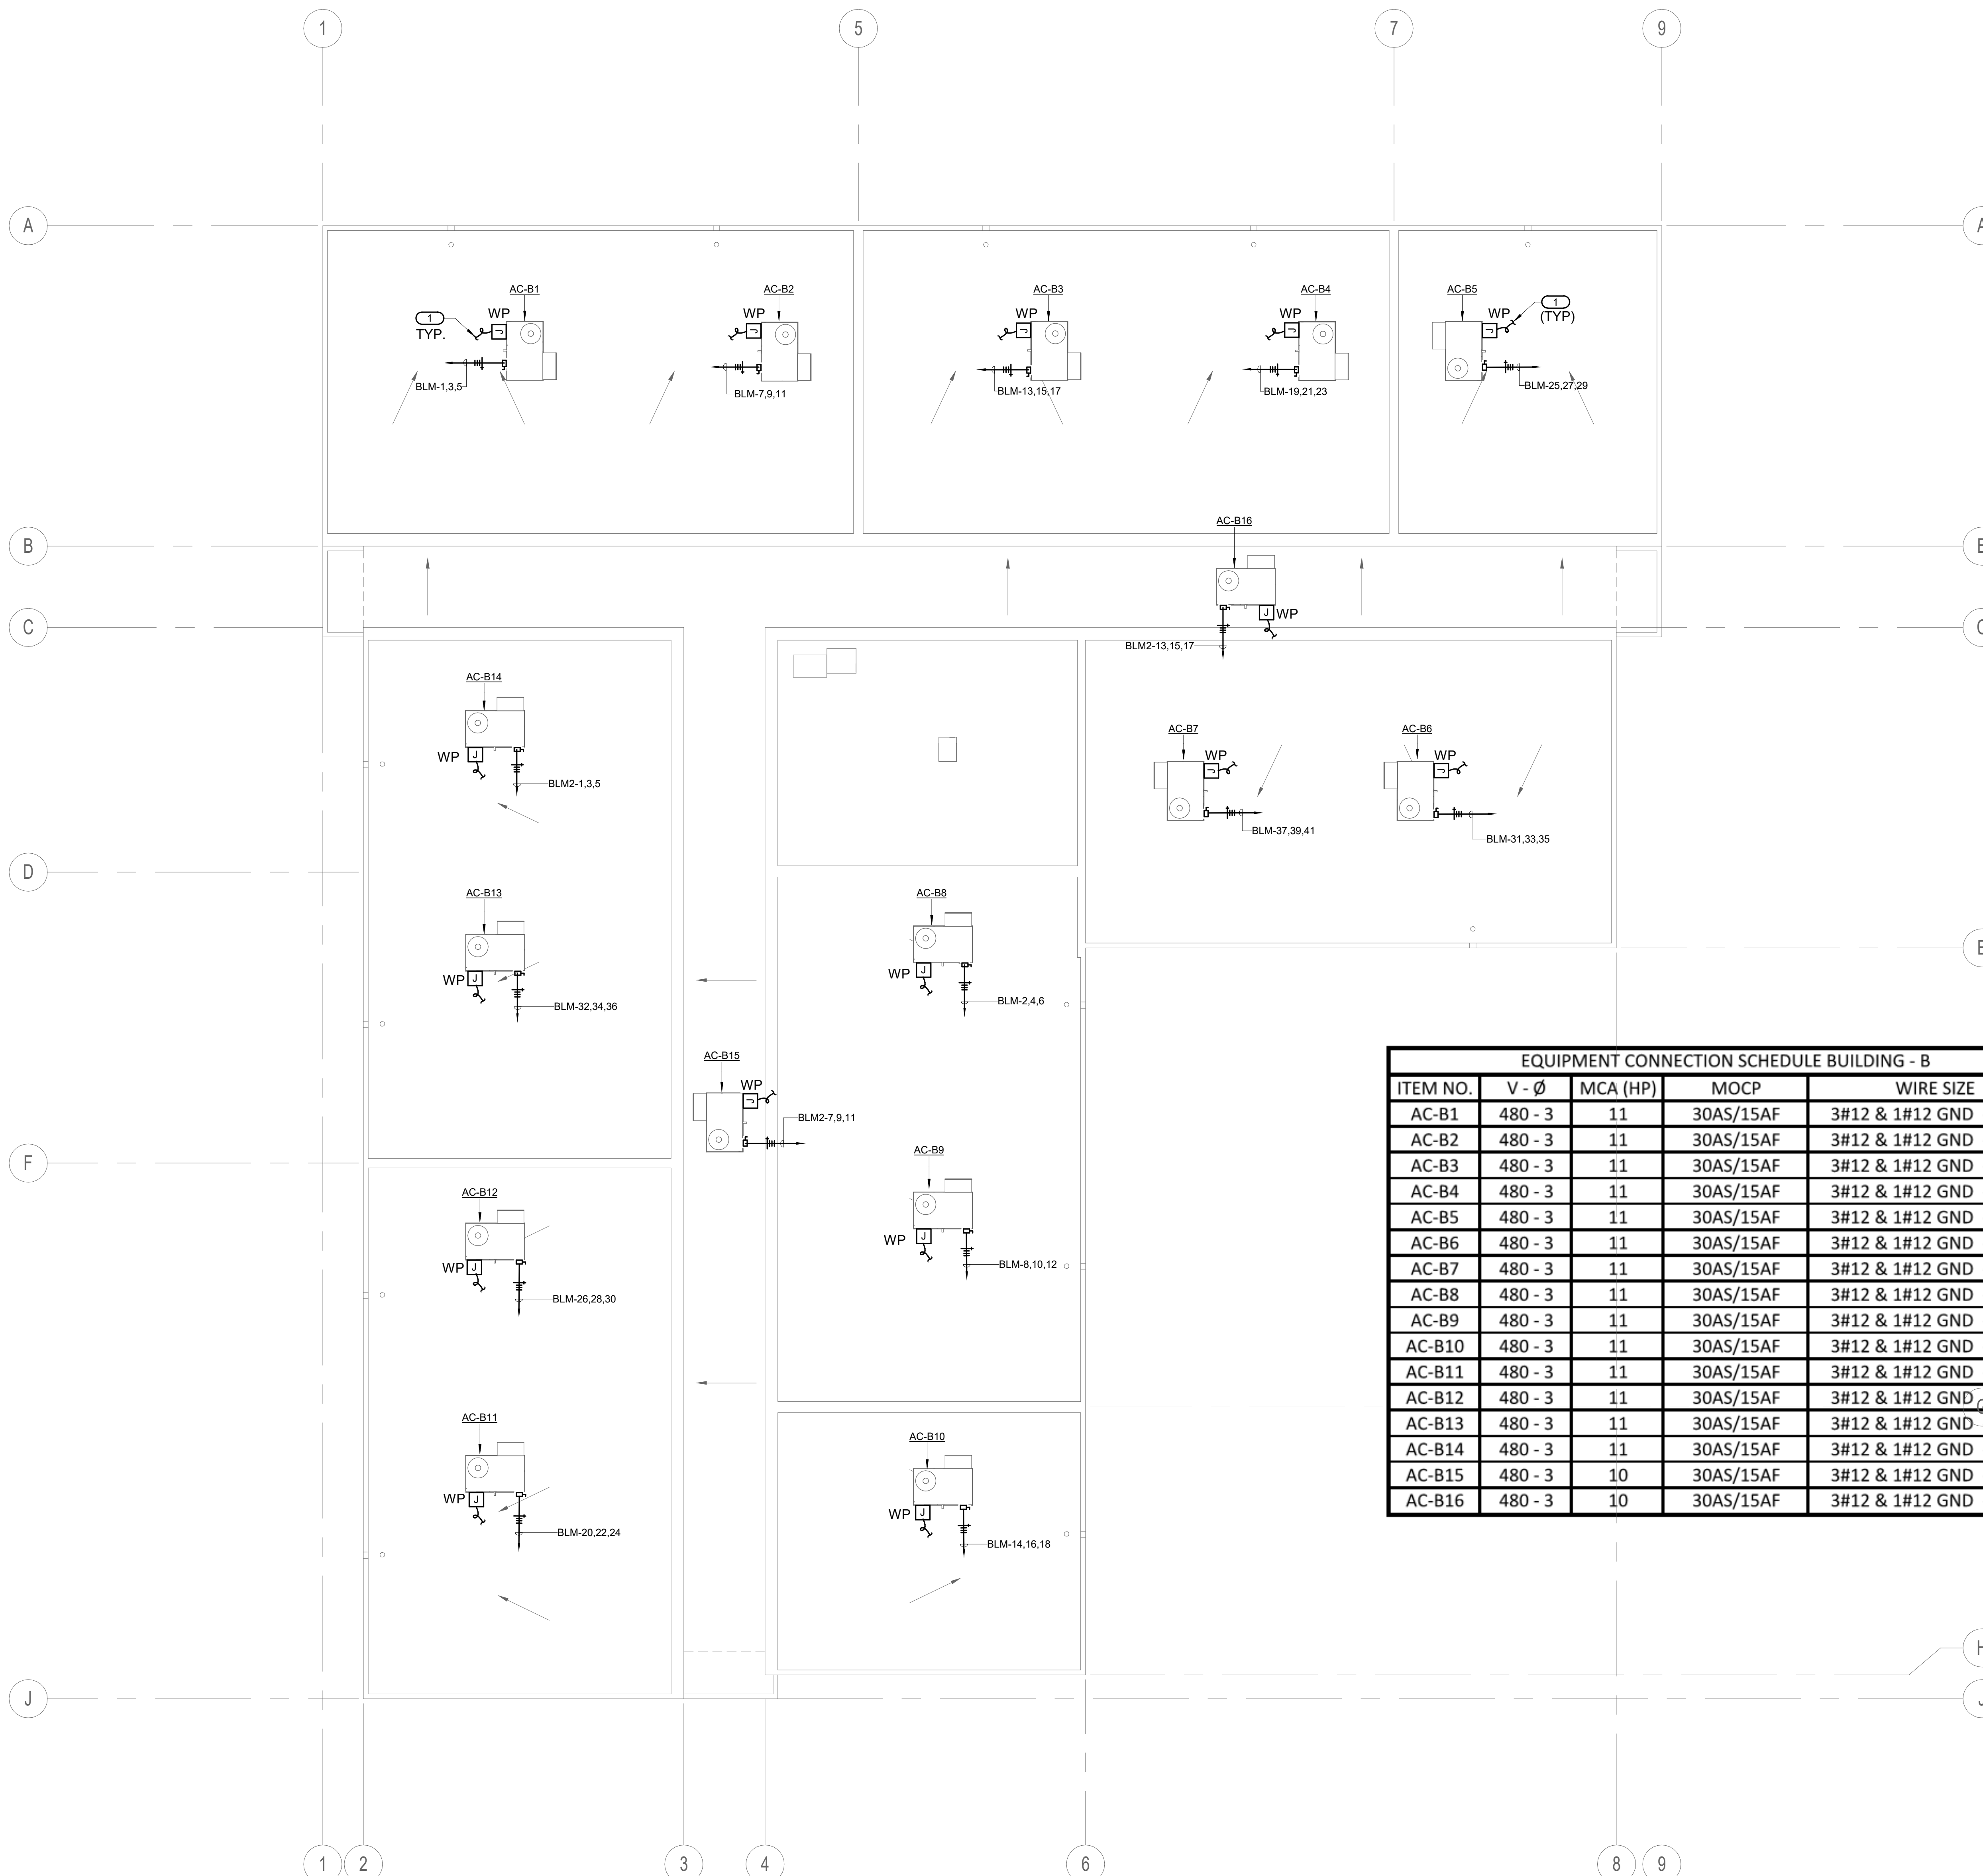 1 5 7 9
A
AC-B1 AC-B2 AC-B3 AC-B4 AC-B5
1
TYP.
WP J
WP J
WP J
WP J
WP J
1
(TYP)
BLM-1,3,5
BLM-7,9,11
BLM-13,15,17
BLM-19,21,23
BLM-25,27,29
AC-B16
B
J WP
C
BLM2-13,15,17
AC-B14
WP J
BLM2-1,3,5
AC-B7
WP
J
BLM-37,39,41
AC-B6
WP
J
BLM-31,33,35
D
AC-B13
WP J
BLM-32,34,36
AC-B8
WP J
BLM-2,4,6
AC-B15
WP
J
BLM2-7,9,11
F
AC-B9
WP J
BLM-8,10,12
AC-B12
WP J
BLM-26,28,30
AC-B11
WP J
BLM-20,22,24
AC-B10
WP J
BLM-14,16,18
EQUIPMENT CONNECTION SCHEDULE BUILDING - B
ITEM NO. V - Ø MCA (HP) MOCP WIRE SIZE
AC-B1 480 - 3 11 30AS/15AF 3#12 & 1#12 GND
AC-B2 480 - 3 11 30AS/15AF 3#12 & 1#12 GND
AC-B3 480 - 3 11 30AS/15AF 3#12 & 1#12 GND
AC-B4 480 - 3 11 30AS/15AF 3#12 & 1#12 GND
AC-B5 480 - 3 11 30AS/15AF 3#12 & 1#12 GND
AC-B6 480 - 3 11 30AS/15AF 3#12 & 1#12 GND
AC-B7 480 - 3 11 30AS/15AF 3#12 & 1#12 GND
AC-B8 480 - 3 11 30AS/15AF 3#12 & 1#12 GND
AC-B9 480 - 3 11 30AS/15AF 3#12 & 1#12 GND
AC-B10 480 - 3 11 30AS/15AF 3#12 & 1#12 GND
AC-B11 480 - 3 11 30AS/15AF 3#12 & 1#12 GND
AC-B12 480 - 3 11 30AS/15AF 3#12 & 1#12 GND
AC-B13 480 - 3 11 30AS/15AF 3#12 & 1#12 GND
AC-B14 480 - 3 11 30AS/15AF 3#12 & 1#12 GND
AC-B15 480 - 3 10 30AS/15AF 3#12 & 1#12 GND
AC-B16 480 - 3 10 30AS/15AF 3#12 & 1#12 GND
J
1 2 3 4 6 8 9